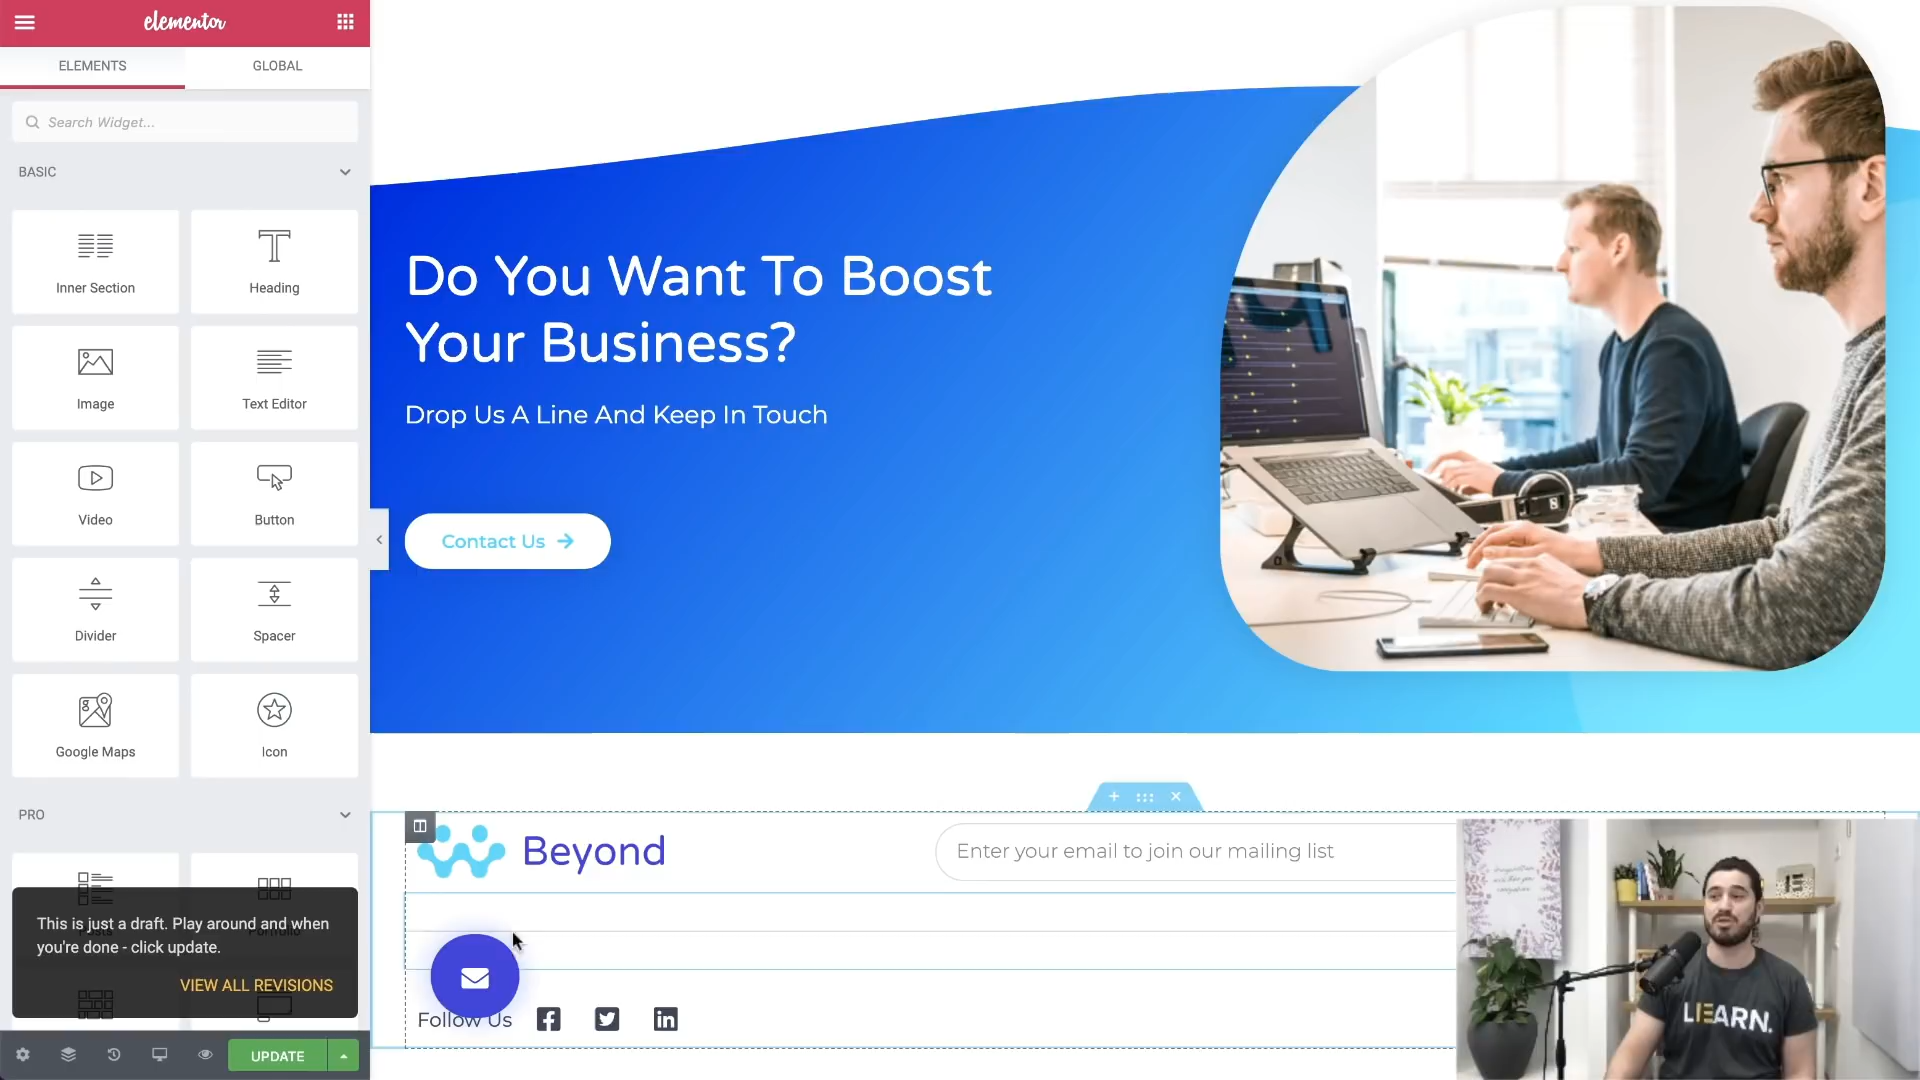 elementor
ELEMENTS
GLOBAL
Search Widget...
BASIC
Inner Section
Heading
Image
Text Editor
Video
Button
Divider
Spacer
Google Maps
Icon
PRO
This is just a draft. Play around and when
you're done - click update.
VIEW ALL REVISIONS
UPDATE
Do You Want To Boost
Your Business?
Drop Us A Line And Keep In Touch
Contact Us
Beyond
Enter your email to join our mailing list
Follow Us
LEARN.